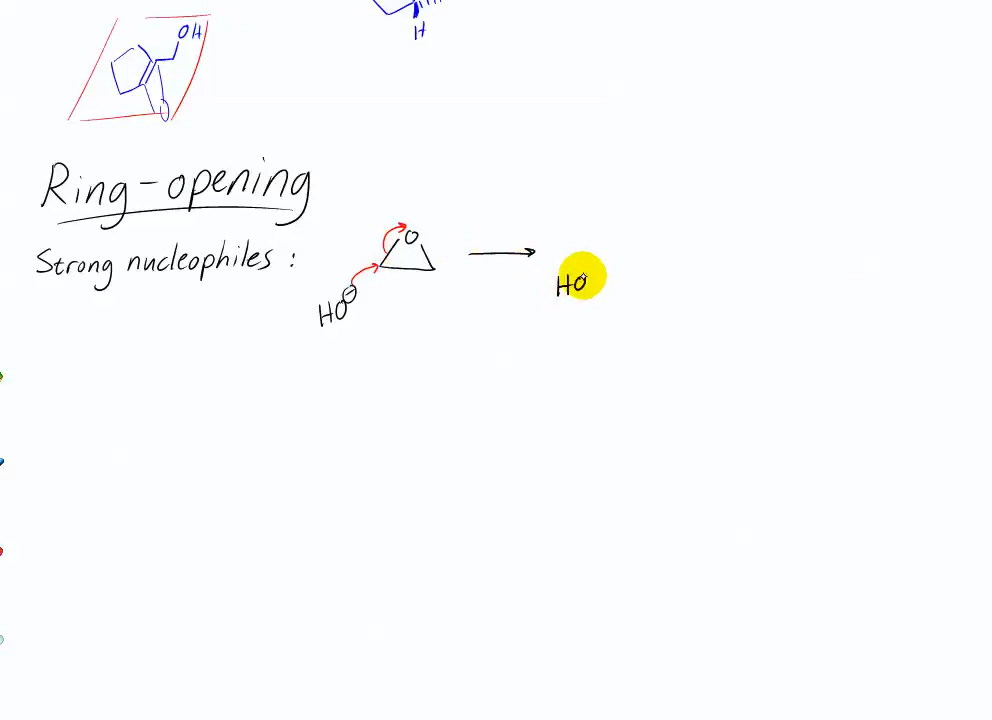 OH
H
Ring-opening
Strong nucleophiles :
O
HO⊖
HO